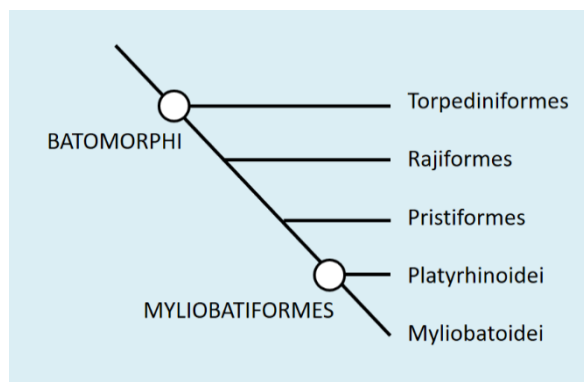 Torpediniformes
BATOMORPHI
Rajiformes
Pristiformes
Platyrhinoidei
MYLIOBATIFORMES
Myliobatoidei